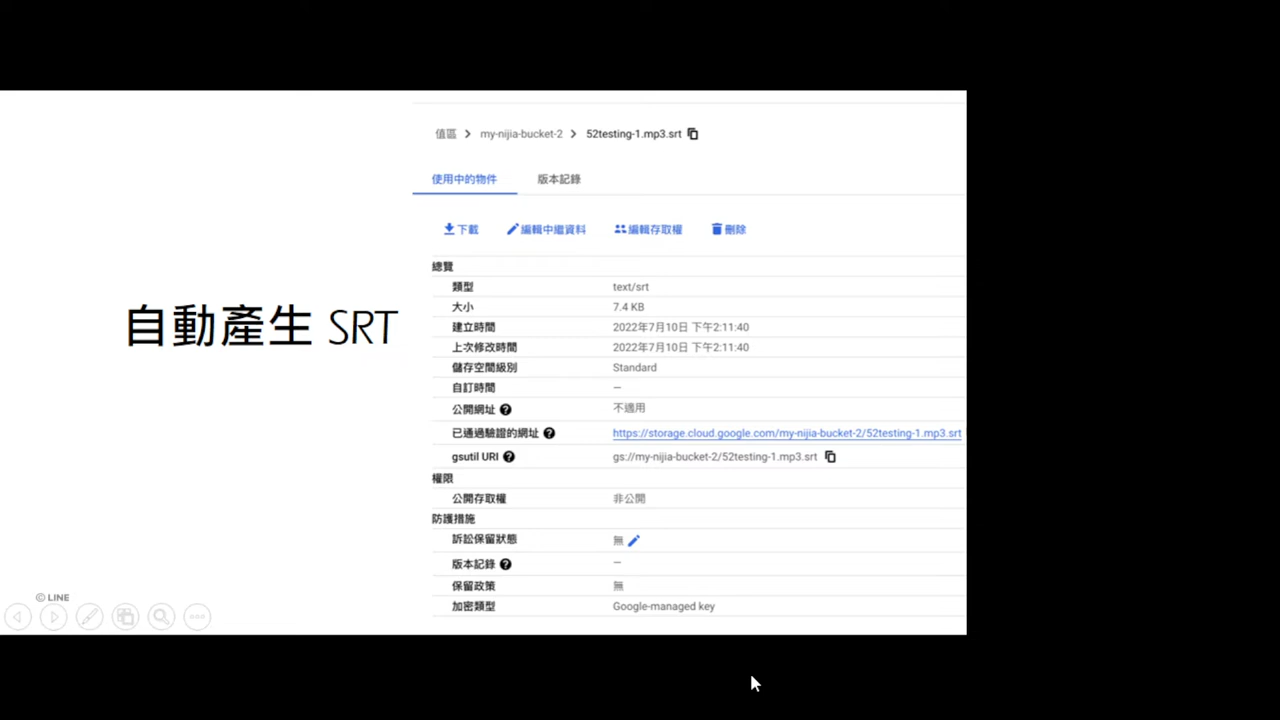 自動產生 SRT
值區 > my-nijia-bucket-2 > 52testing-1.mp3.srt
使用中的物件 版本記錄
下載 編輯中繼資料 編輯存取權 刪除
總覽
類型 text/srt
大小 7.4 KB
建立時間 2022年7月10日 下午2:11:40
上次修改時間 2022年7月10日 下午2:11:40
儲存空間級別 Standard
自訂時間 —
公開網址 不適用
已通過驗證的網址 https://storage.cloud.google.com/my-nijia-bucket-2/52testing-1.mp3.srt
gsutil URI gs://my-nijia-bucket-2/52testing-1.mp3.srt
權限
公開存取權 非公開
防護措施
訴訟保留狀態 無
版本記錄 —
保留政策 無
加密類型 Google-managed key
© LINE